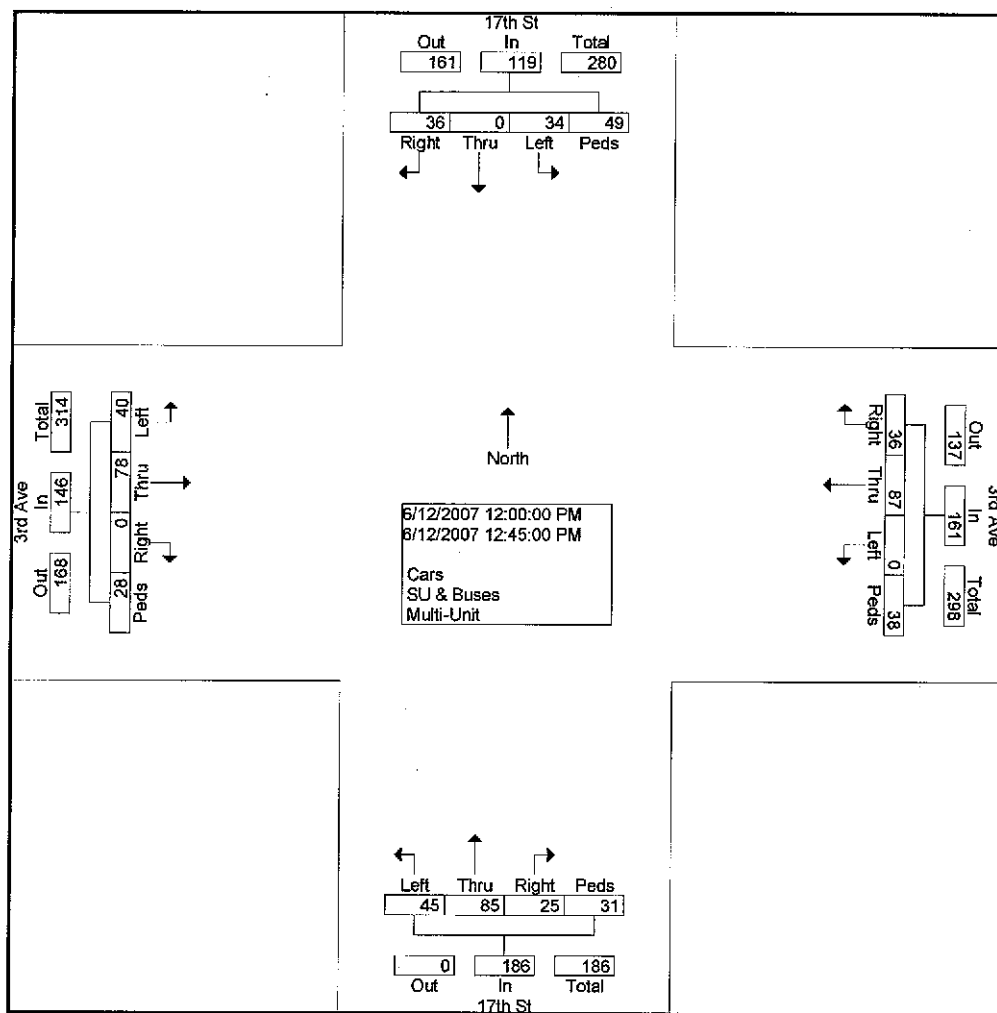 17th St
Out In Total
161 119 280
36 0 34 49
Right Thru Left Peds
3rd Ave
Total In Out
314 146 168
40 78 0 28
Left Thru Right Peds
North
6/12/2007 12:00:00 PM
6/12/2007 12:45:00 PM
Cars
SU & Buses
Multi-Unit
Right Thru Left Peds
36 87 0 38
Out In Total
137 161 298
3rd Ave
Left Thru Right Peds
45 85 25 31
0 186 186
Out In Total
17th St